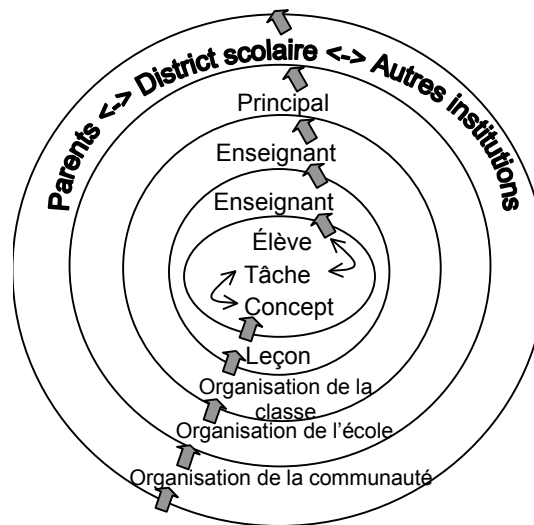 Parents <-> District scolaire <-> Autres institutions
Principal
Enseignant
Enseignant
Élève
Tâche
Concept
Leçon
Organisation de la
classe
Organisation de l'école
Organisation de la communauté